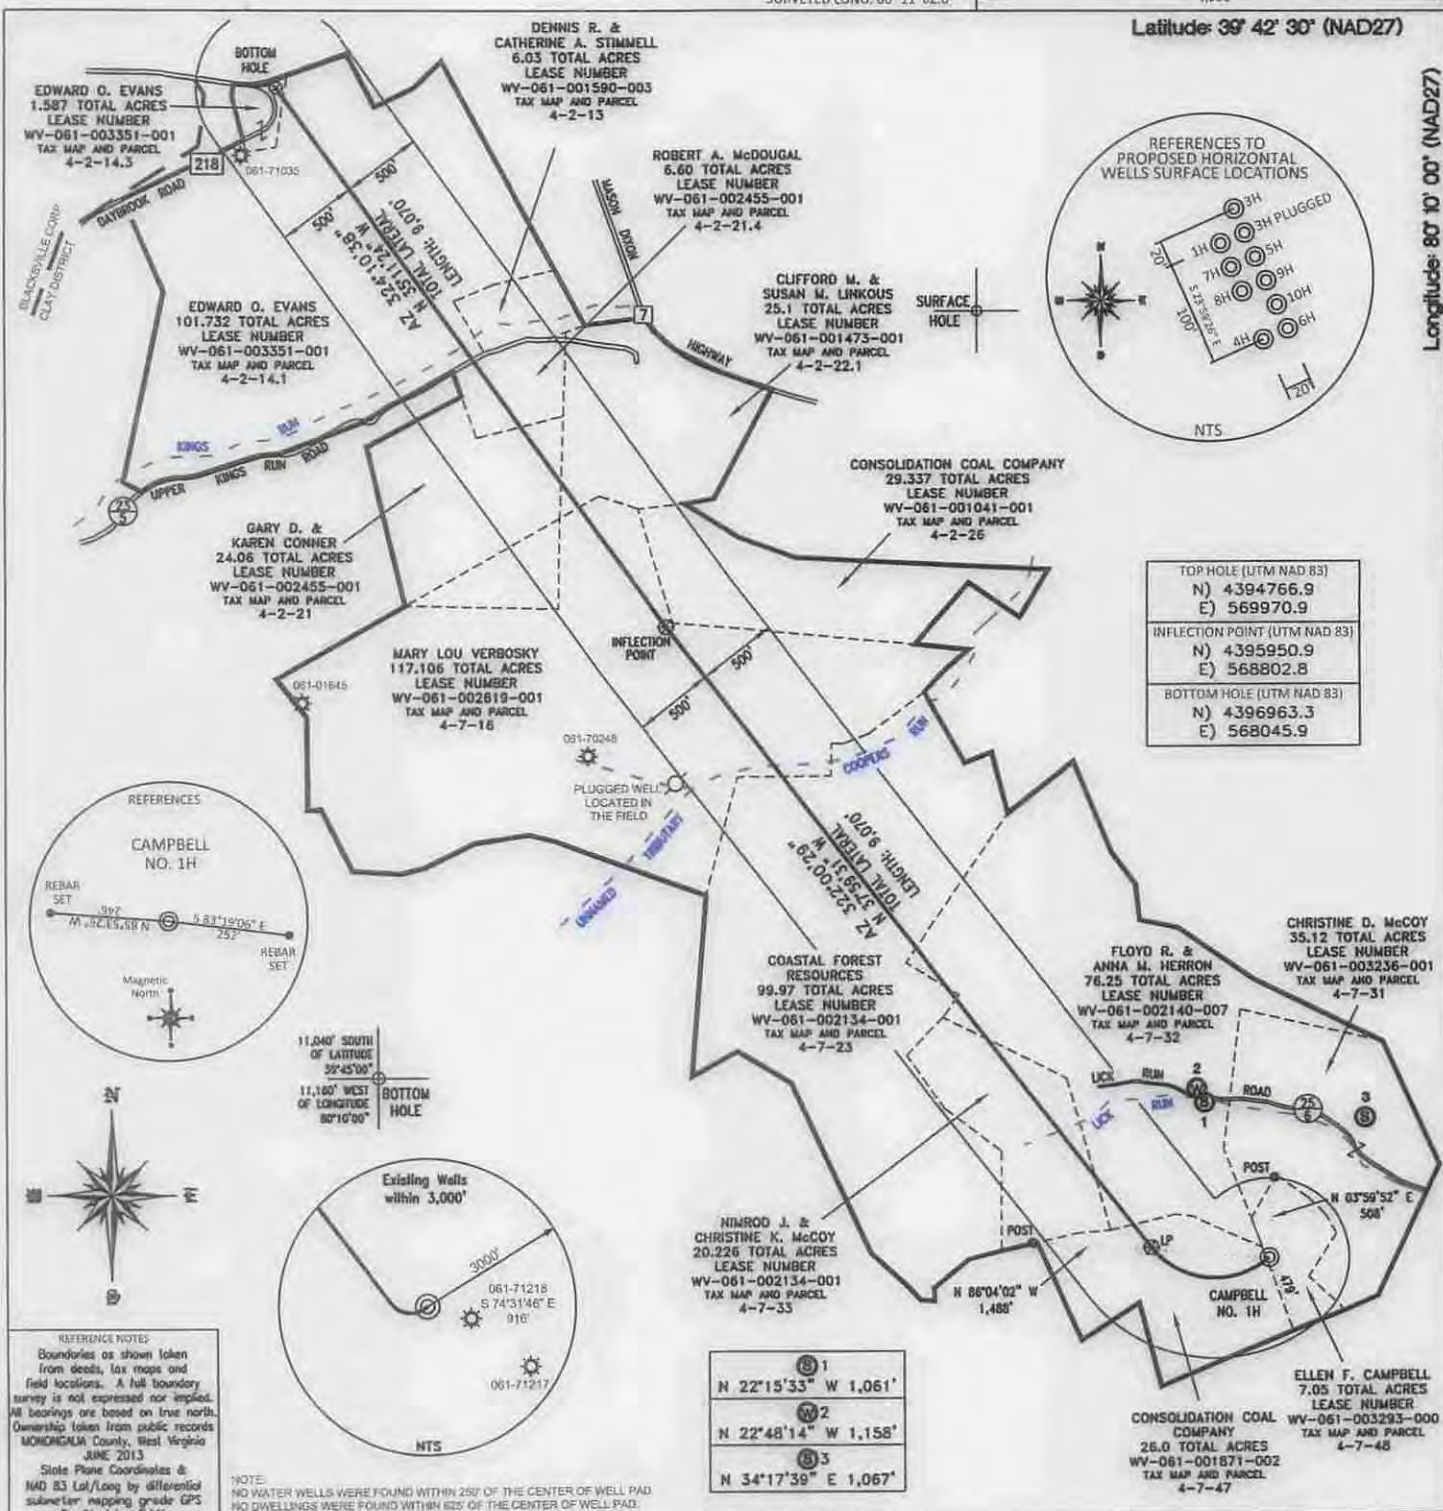 Latitude: 39° 42' 30" (NAD27)
Longitude: 80° 10' 00" (NAD27)
BOTTOM
HOLE
DENNIS R. &
CATHERINE A. STIMMELL
6.03 TOTAL ACRES
LEASE NUMBER
WV-061-001590-003
TAX MAP AND PARCEL
4-2-13
EDWARD O. EVANS
1.587 TOTAL ACRES
LEASE NUMBER
WV-061-003351-001
TAX MAP AND PARCEL
4-2-14.3
218
061-71035
DAYBROOK ROAD
BLACKSVILLE CORP
CLAY DISTRICT
500'
500'
AZ 324°10'38"
N 35°11'24" W
TOTAL LATERAL
LENGTH: 9,070'
ROBERT A. McDOUGAL
6.60 TOTAL ACRES
LEASE NUMBER
WV-061-002455-001
TAX MAP AND PARCEL
4-2-21.4
MASON DIXON
7
HIGHWAY
CLIFFORD M. &
SUSAN M. LINKOUS
25.1 TOTAL ACRES
LEASE NUMBER
WV-061-001473-001
TAX MAP AND PARCEL
4-2-22.1
SURFACE
HOLE
REFERENCES TO
PROPOSED HORIZONTAL
WELLS SURFACE LOCATIONS
3H
3H PLUGGED
1H
5H
7H
9H
8H
10H
6H
4H
20'
100'
20'
NTS
EDWARD O. EVANS
101.732 TOTAL ACRES
LEASE NUMBER
WV-061-003351-001
TAX MAP AND PARCEL
4-2-14.1
KINGS RUN
UPPER KINGS RUN ROAD
23
5
GARY D. &
KAREN CONNER
24.06 TOTAL ACRES
LEASE NUMBER
WV-061-002455-001
TAX MAP AND PARCEL
4-2-21
CONSOLIDATION COAL COMPANY
29.337 TOTAL ACRES
LEASE NUMBER
WV-061-001041-001
TAX MAP AND PARCEL
4-2-26
TOP HOLE (UTM NAD 83)
N) 4394766.9
E) 569970.9
INFLECTION POINT (UTM NAD 83)
N) 4395950.9
E) 568802.8
BOTTOM HOLE (UTM NAD 83)
N) 4396963.3
E) 568045.9
INFLECTION
POINT
500'
500'
MARY LOU VERBOSKY
117.106 TOTAL ACRES
LEASE NUMBER
WV-061-002619-001
TAX MAP AND PARCEL
4-7-16
061-01645
061-70248
PLUGGED WELL
LOCATED IN
THE FIELD
COOPERS RUN
UNNAMED TRIBUTARY
AZ 322°00'29"
N 37°59'31" W
TOTAL LATERAL
LENGTH: 9,070'
REFERENCES
CAMPBELL
NO. 1H
REBAR
SET
246'
N 85°53'25" W
S 83°19'06" E
252'
REBAR
SET
Magnetic
North
COASTAL FOREST
RESOURCES
99.97 TOTAL ACRES
LEASE NUMBER
WV-061-002134-001
TAX MAP AND PARCEL
4-7-23
FLOYD R. &
ANNA M. HERRON
76.25 TOTAL ACRES
LEASE NUMBER
WV-061-002140-007
TAX MAP AND PARCEL
4-7-32
CHRISTINE D. McCOY
35.12 TOTAL ACRES
LEASE NUMBER
WV-061-003236-001
TAX MAP AND PARCEL
4-7-31
11,040' SOUTH
OF LATITUDE
39°45'00"
11,160' WEST
OF LONGITUDE
80°10'00"
BOTTOM
HOLE
LICK RUN ROAD
LICK RUN
2
W
S
1
25
6
3
S
POST
N 03°59'52" E
508'
POST
LP
N 86°04'02" W
1,488'
479'
CAMPBELL
NO. 1H
Existing Wells
within 3,000'
3000'
061-71218
S 74°31'46" E
916'
061-71217
NTS
NIMROD J. &
CHRISTINE K. McCOY
20.226 TOTAL ACRES
LEASE NUMBER
WV-061-002134-001
TAX MAP AND PARCEL
4-7-33
S 1
N 22°15'33" W 1,061'
W 2
N 22°48'14" W 1,158'
S 3
N 34°17'39" E 1,067'
CONSOLIDATION COAL
COMPANY
26.0 TOTAL ACRES
WV-061-001871-002
TAX MAP AND PARCEL
4-7-47
ELLEN F. CAMPBELL
7.05 TOTAL ACRES
LEASE NUMBER
WV-061-003293-000
TAX MAP AND PARCEL
4-7-48
REFERENCE NOTES
Boundaries as shown taken
from deeds, tax maps and
field locations. A full boundary
survey is not expressed nor implied.
All bearings are based on true north.
Ownership taken from public records
MONONGALIA County, West Virginia
JUNE 2013
State Plane Coordinates &
NAD 83 Lat/Long by differential
submeter mapping grade GPS
NOTE:
NO WATER WELLS WERE FOUND WITHIN 250' OF THE CENTER OF WELL PAD.
NO DWELLINGS WERE FOUND WITHIN 625' OF THE CENTER OF WELL PAD.